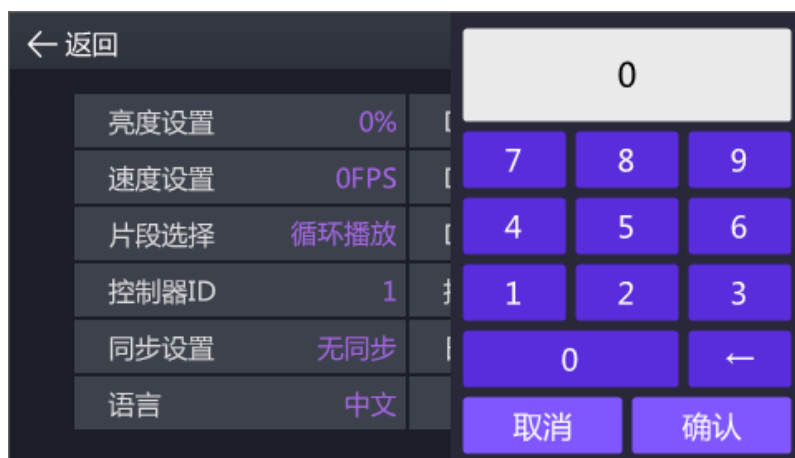 ← 返回
亮度设置 0%
速度设置 0FPS
片段选择 循环播放
控制器ID 1
同步设置 无同步
语言 中文
0
7 8 9
4 5 6
1 2 3
0 ←
取消 确认